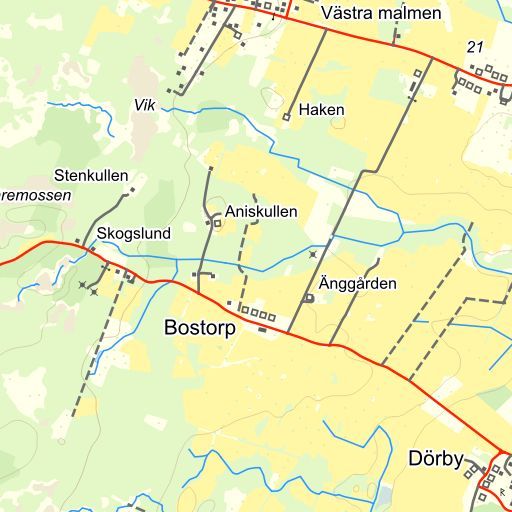 Västra malmen
21
Vik
Haken
Stenkullen
remossen
Aniskullen
Skogslund
Änggården
Bostorp
Dörby